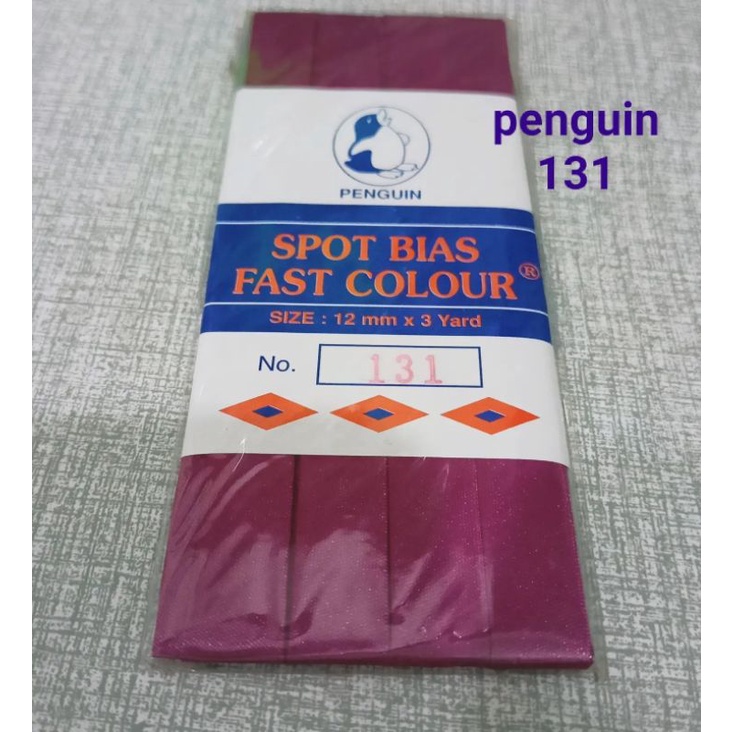 penguin
131
PENGUIN
SPOT BIAS
FAST COLOUR®
SIZE : 12 mm x 3 Yard
No. 131